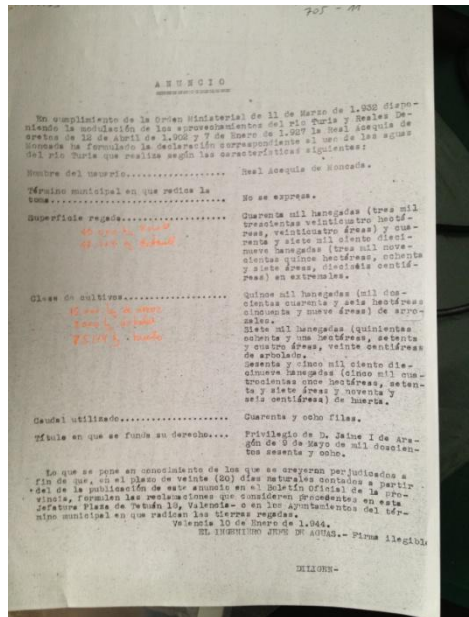 705 - 11
ANUNCIO
En cumplimiento de la Orden Ministerial de 11 de Marzo de 1.932 dispo-
niendo la modulación de los aprovechamientos del rio Turia y Reales De-
cretos de 12 de Abril de 1.902 y 7 de Enero de 1.927 la Real Acequia de
Moncada ha formulado la declaración correspondiente al uso de las aguas
del rio Turia que realiza según las características siguientes:
Nombre del usuario................ Real Acequia de Moncada.
Término municipal en que radica la
toma............................. No se expresa.
Superficie regada................. Cuarenta mil hanegadas (tres mil
trescientas veinticuatro hectá-
reas, veinticuatro áreas) y cua-
renta y siete mil ciento dieci-
nueve hanegadas (tres mil nove-
cientas quince hectáreas, ochenta
y siete áreas, dieciséis centiá-
reas) en extremales.
Clase de cultivos................. Quince mil hanegadas (mil dos-
cientas cuarenta y seis hectáreas
cincuenta y nueve áreas) de arro-
zales.
Siete mil hanegadas (quinientas
ochenta y una hectáreas, setenta
y cuatro áreas, veinte centiáreas
de arbolado.
Sesenta y cinco mil ciento die-
cinueve hanegadas (cinco mil cua-
trocientas once hectáreas, seten-
ta y siete áreas y noventa y
seis centiáreas) de huerta.
Caudal utilizado.................. Cuarenta y ocho filas.
Título en que se funda su derecho.... Privilegio de D. Jaime I de Ara-
gón de 9 de Mayo de mil doscien-
tos sesenta y ocho.
Lo que se pone en conocimiento de los que se creyeran perjudicados a
fin de que, en el plazo de veinte (20) días naturales contados a partir
del de la publicación de este anuncio en el Boletín Oficial de la pro-
vincia, formulen las reclamaciones que consideren procedentes en esta
Jefatura Plaza de Tetuán 18, Valencia- o en los Ayuntamientos del tér-
mino municipal en que radican las tierras regadas.
Valencia 10 de Enero de 1.944.
EL INGENIERO JEFE DE AGUAS.- Firma ilegible
DILIGEN-